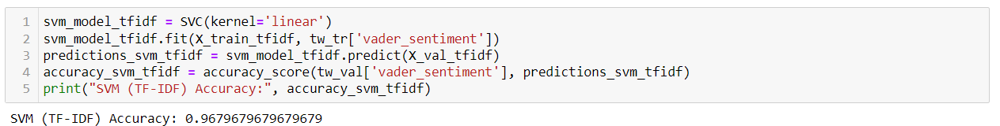 1 svm_model_tfidf = SVC(kernel='linear')
2 svm_model_tfidf.fit(X_train_tfidf, tw_tr['vader_sentiment'])
3 predictions_svm_tfidf = svm_model_tfidf.predict(X_val_tfidf)
4 accuracy_svm_tfidf = accuracy_score(tw_val['vader_sentiment'], predictions_svm_tfidf)
5 print("SVM (TF-IDF) Accuracy:", accuracy_svm_tfidf)
SVM (TF-IDF) Accuracy: 0.9679679679679679